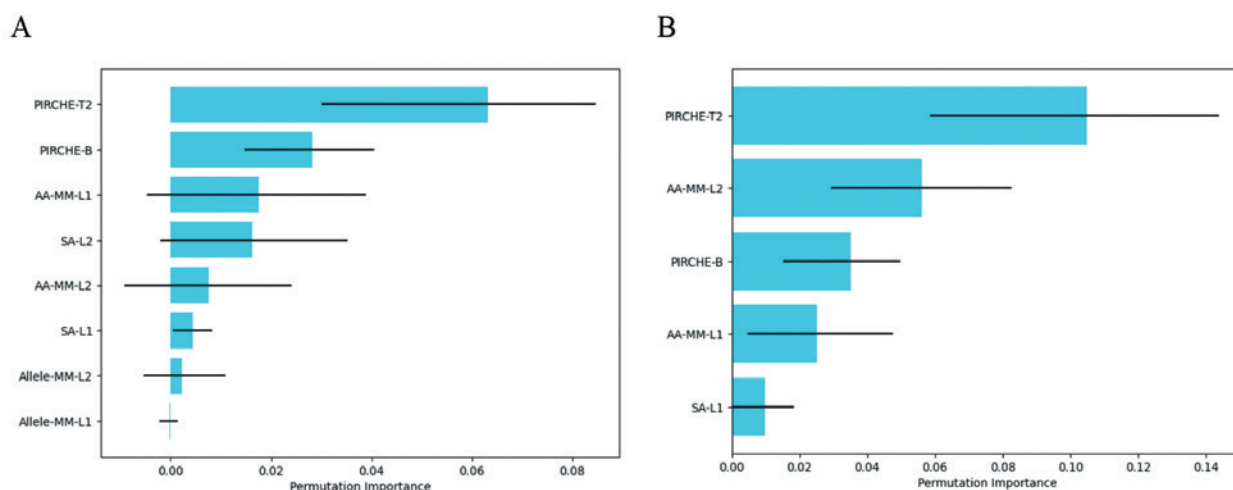 A
PIRCHE-T2
PIRCHE-B
AA-MM-L1
SA-L2
AA-MM-L2
SA-L1
Allele-MM-L2
Allele-MM-L1
0.00 0.02 0.04 0.06 0.08
Permutation Importance
B
PIRCHE-T2
AA-MM-L2
PIRCHE-B
AA-MM-L1
SA-L1
0.00 0.02 0.04 0.06 0.08 0.10 0.12 0.14
Permutation Importance